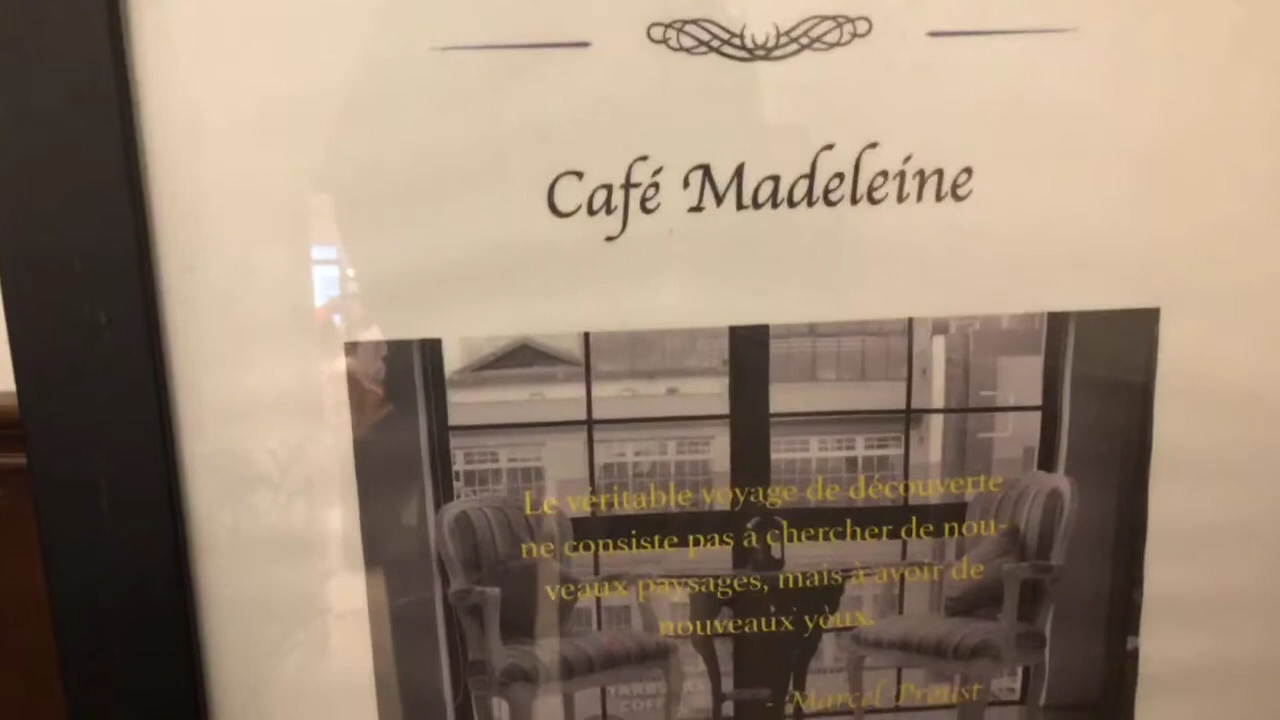 Café Madeleine
Le véritable voyage de découverte
ne consiste pas à chercher de nou-
veaux paysages, mais à avoir de
nouveaux yeux.
- Marcel Proust